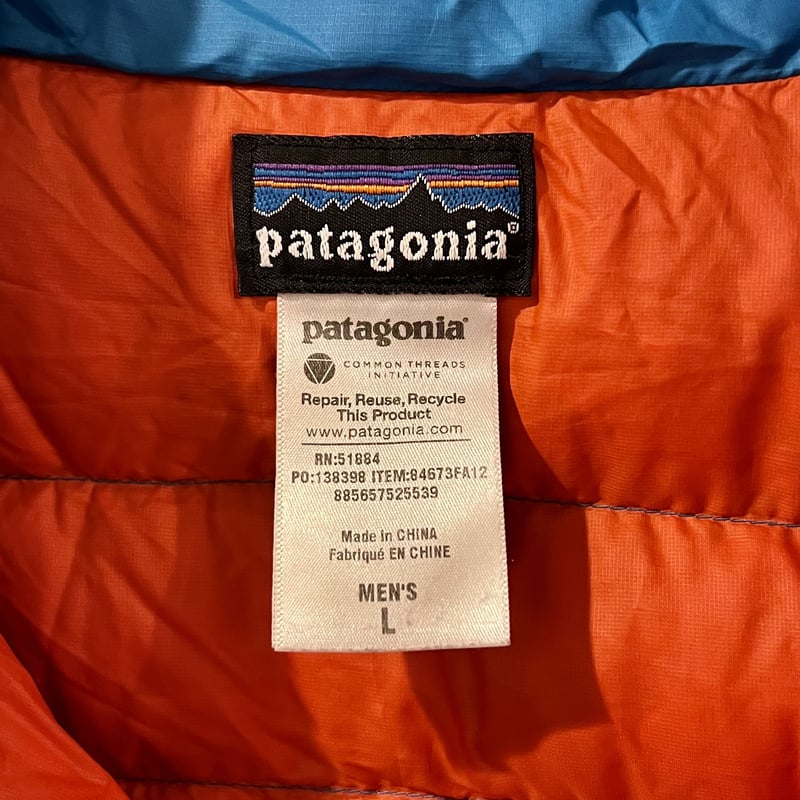 patagonia®
patagonia®
COMMON THREADS
INITIATIVE
Repair, Reuse, Recycle
This Product
www.patagonia.com
RN:51884
PO:138398 ITEM:84673FA12
885657525539
Made in CHINA
Fabriqué EN CHINE
MEN'S
L